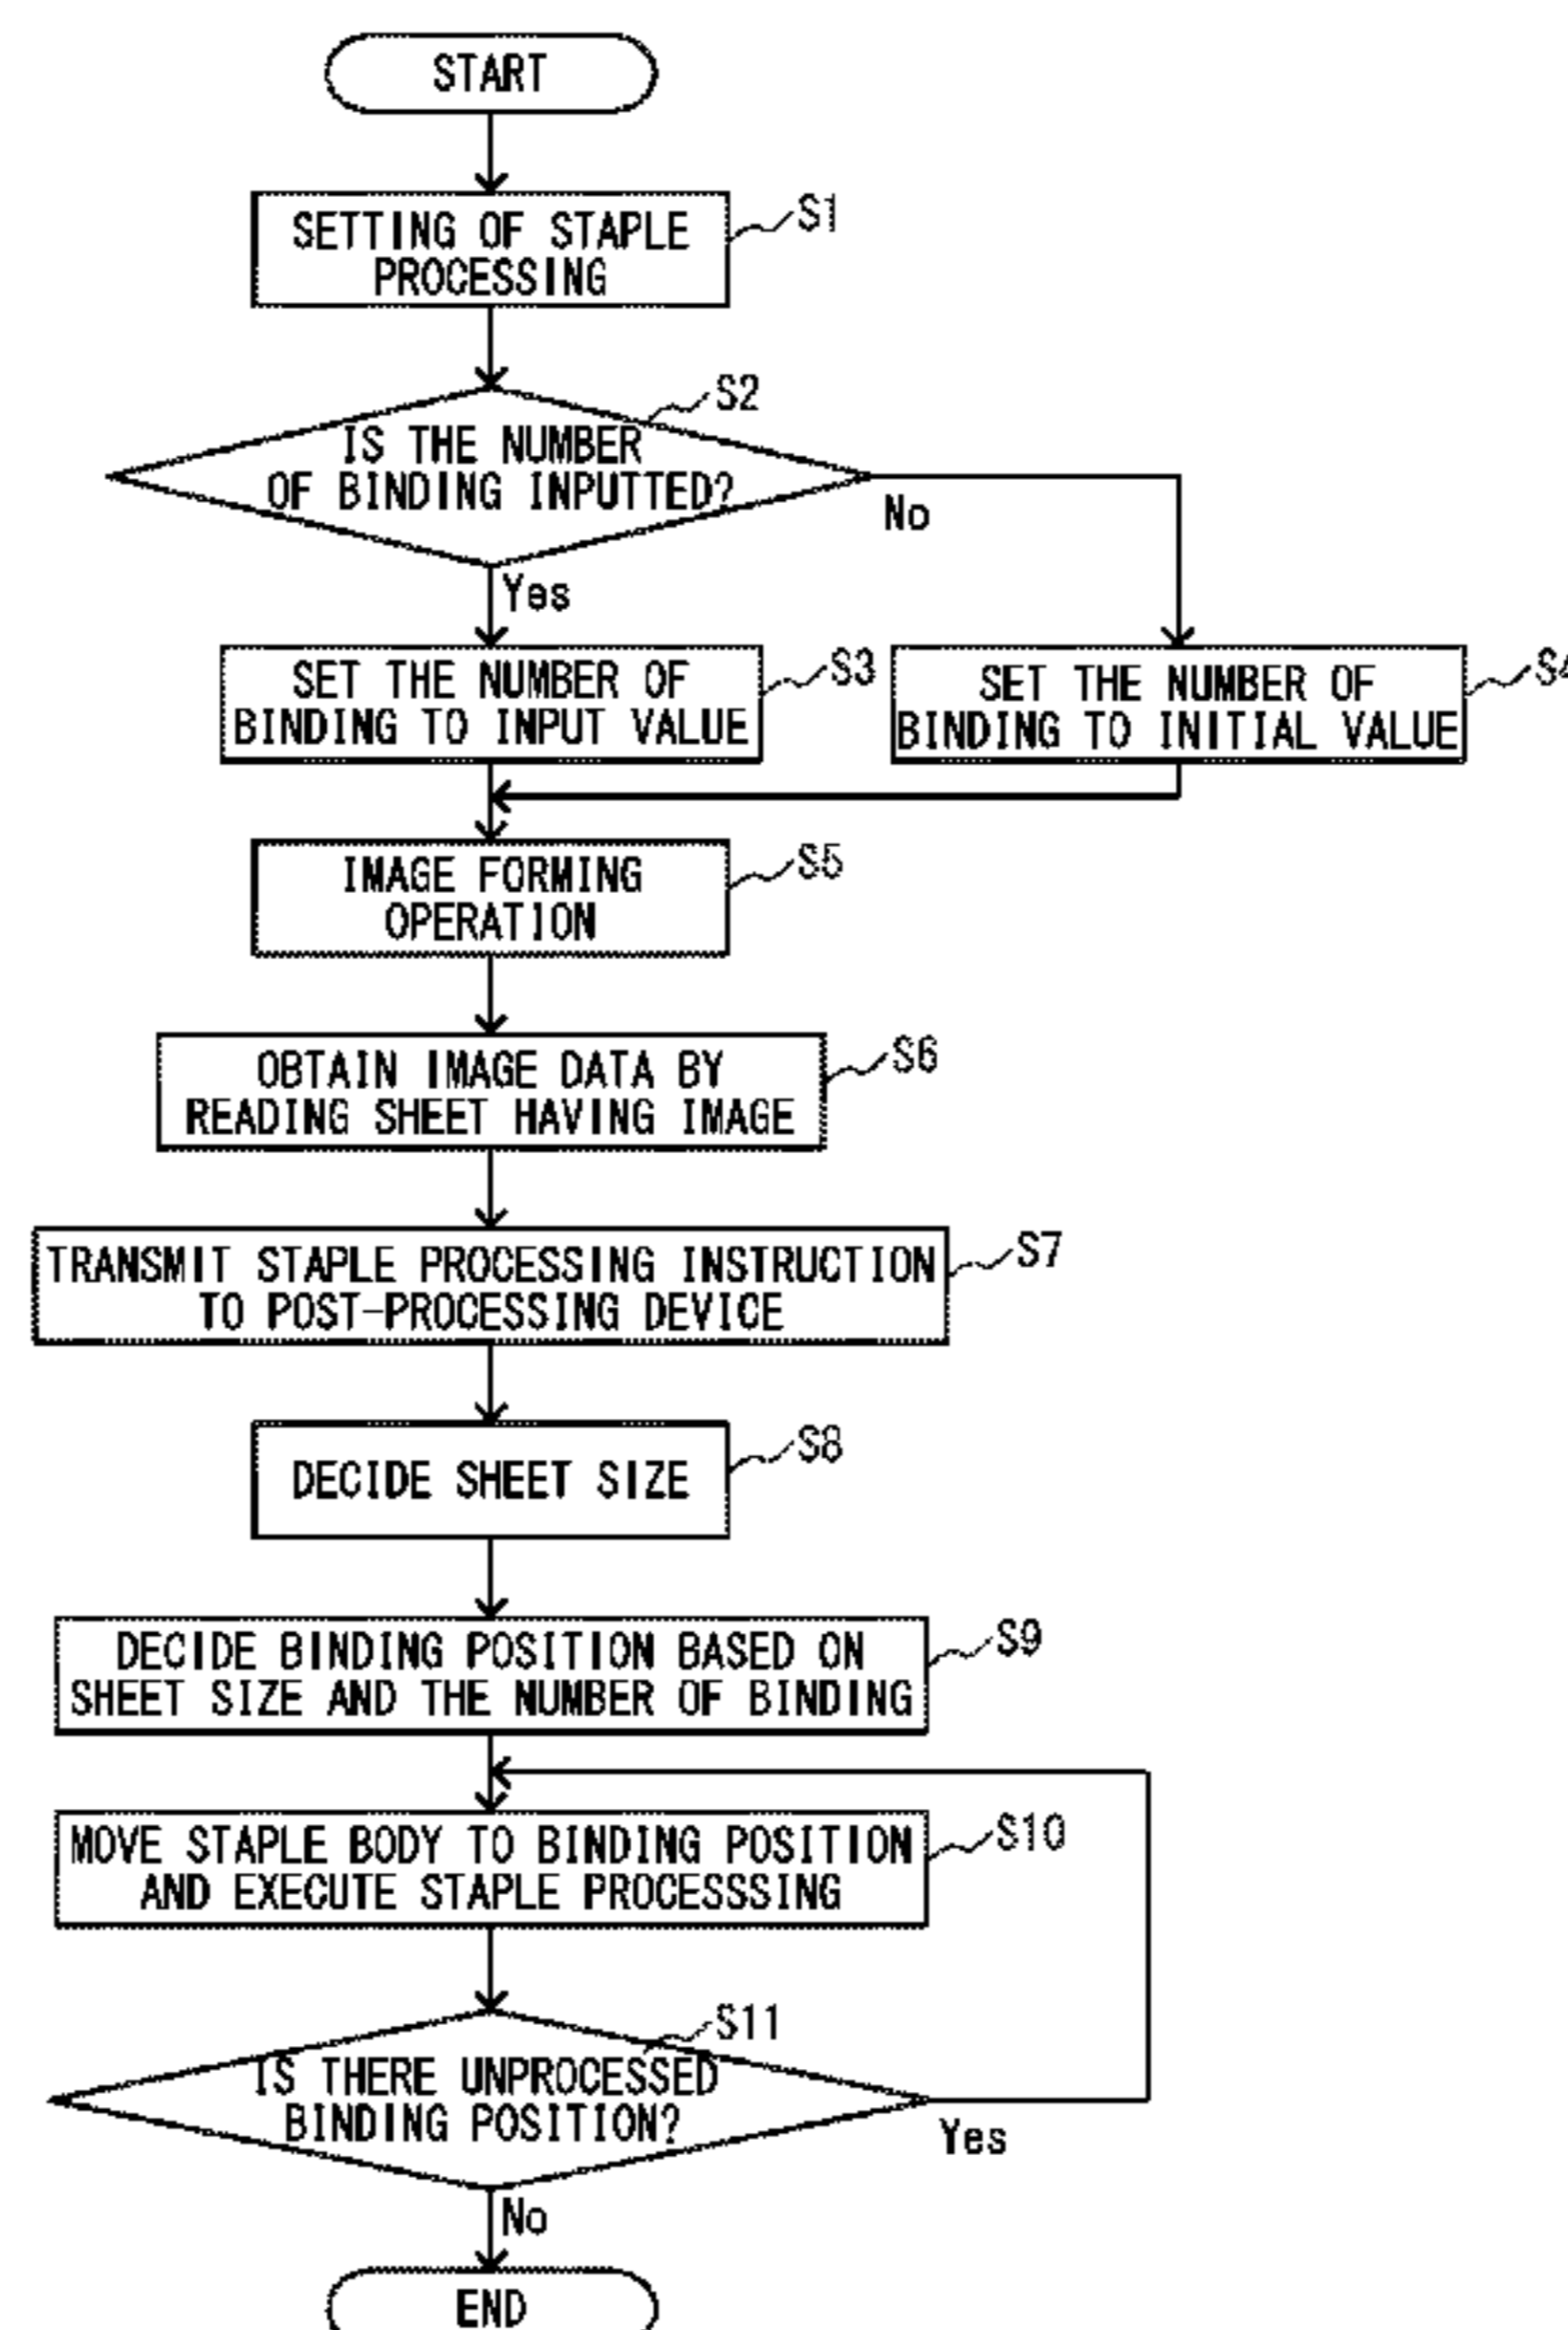 START
SETTING OF STAPLE
PROCESSING
S1
IS THE NUMBER
OF BINDING INPUTTED?
S2
No
Yes
SET THE NUMBER OF
BINDING TO INPUT VALUE
S3
SET THE NUMBER OF
BINDING TO INITIAL VALUE
S4
IMAGE FORMING
OPERATION
S5
OBTAIN IMAGE DATA BY
READING SHEET HAVING IMAGE
S6
TRANSMIT STAPLE PROCESSING INSTRUCTION
TO POST-PROCESSING DEVICE
S7
DECIDE SHEET SIZE
S8
DECIDE BINDING POSITION BASED ON
SHEET SIZE AND THE NUMBER OF BINDING
S9
MOVE STAPLE BODY TO BINDING POSITION
AND EXECUTE STAPLE PROCESSSING
S10
IS THERE UNPROCESSED
BINDING POSITION?
S11
Yes
No
END